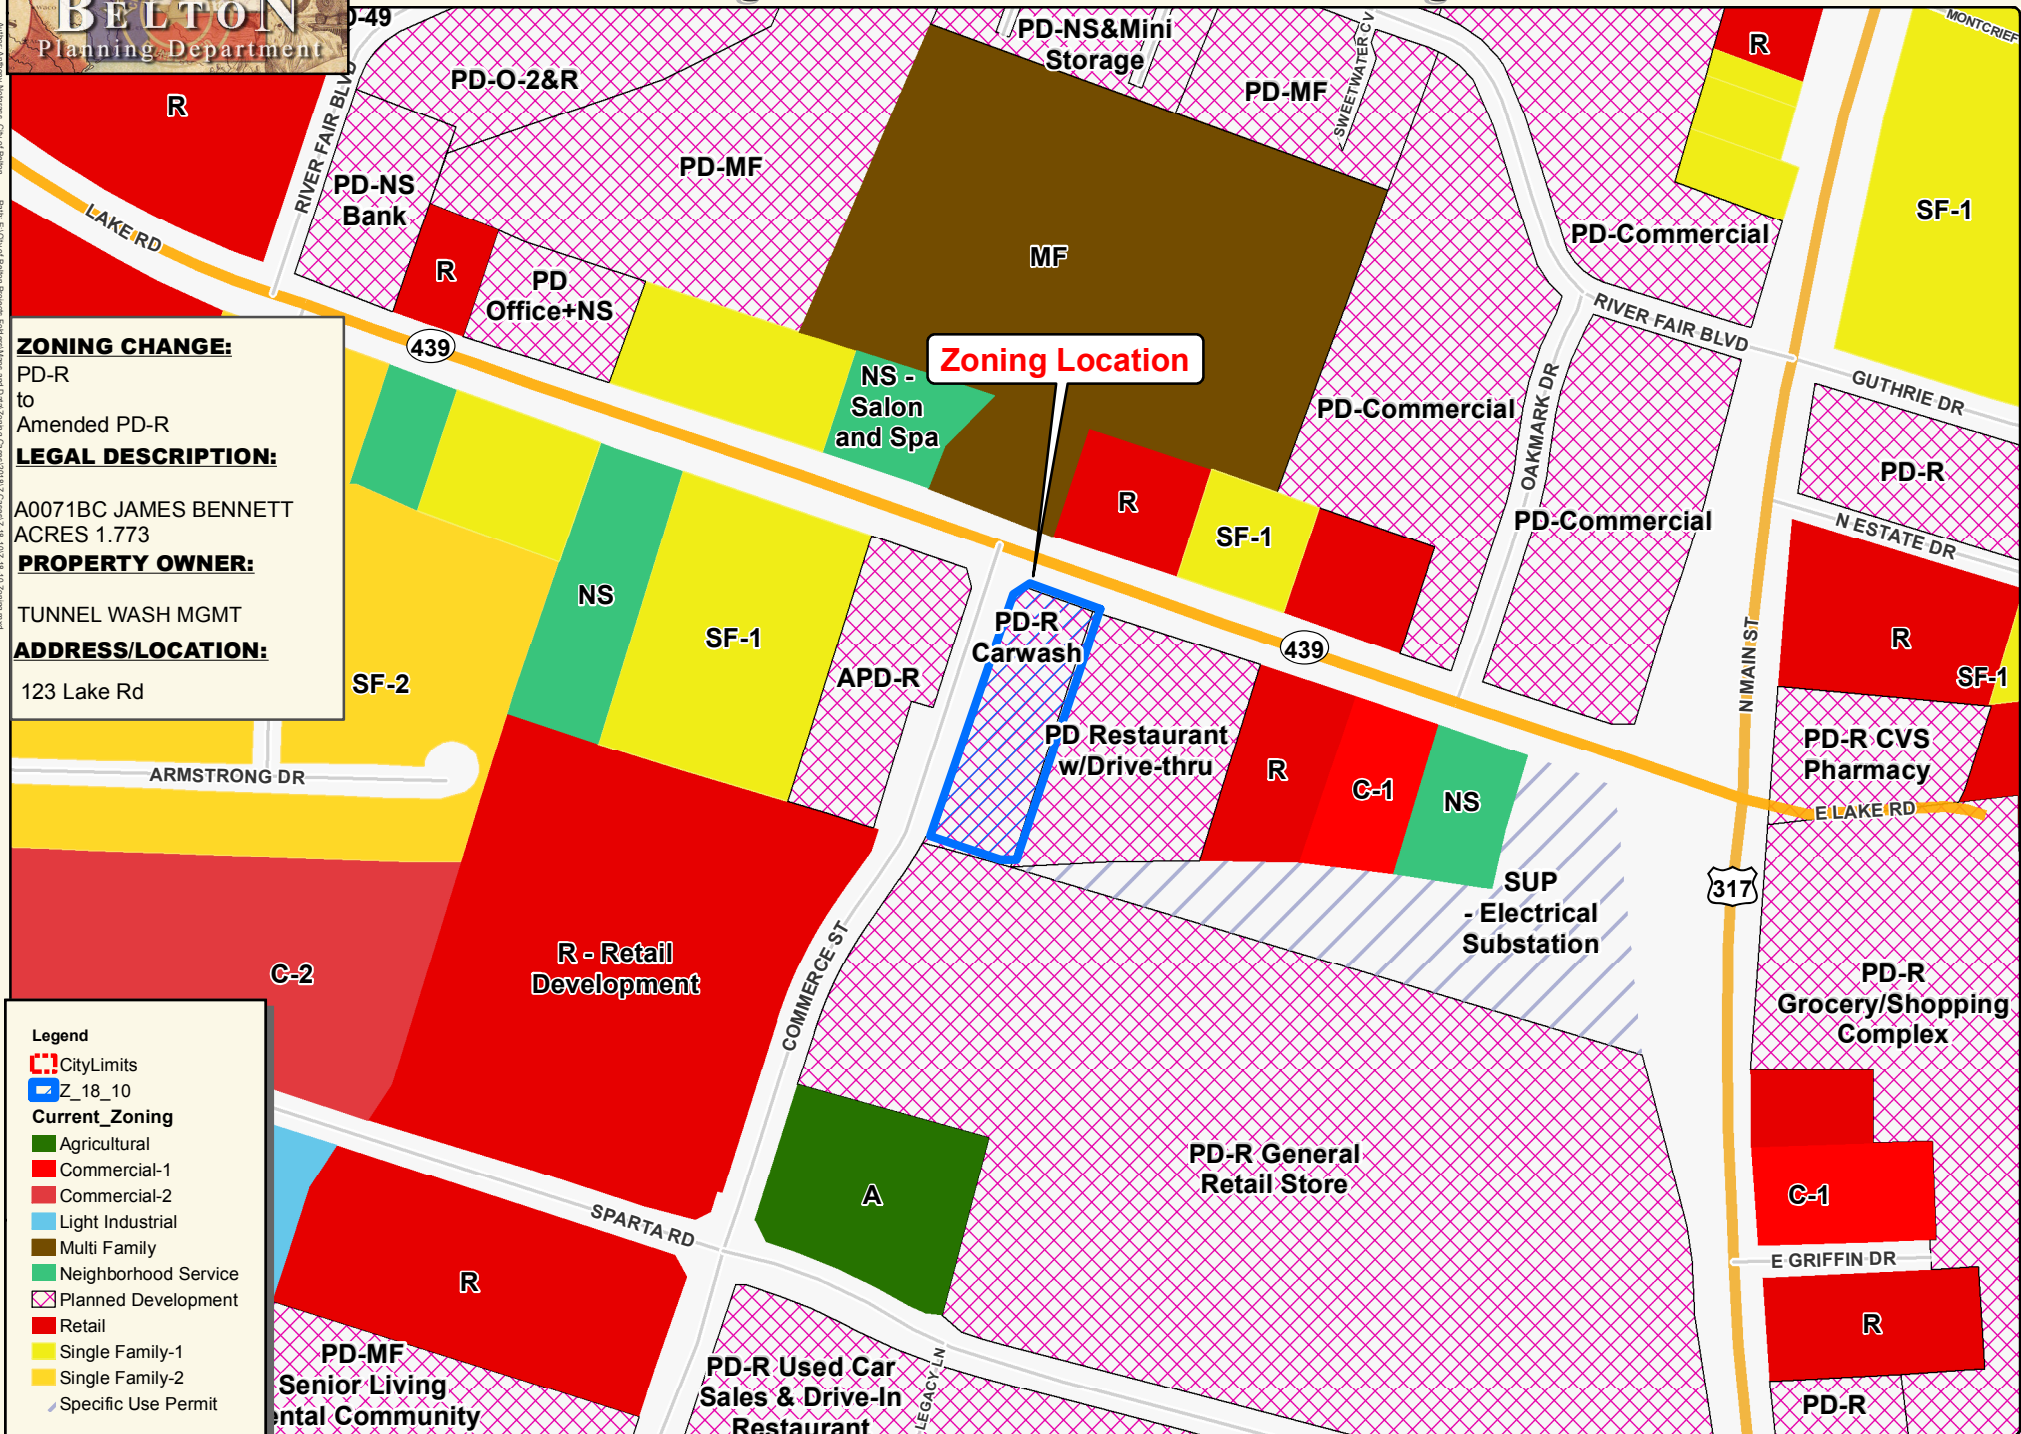 BELTON
Planning Department
ZONING CHANGE:
PD-R
to
Amended PD-R
LEGAL DESCRIPTION:
A0071BC JAMES BENNETT
ACRES 1.773
PROPERTY OWNER:
TUNNEL WASH MGMT
ADDRESS/LOCATION:
123 Lake Rd
Legend
CityLimits
Z_18_10
Current_Zoning
Agricultural
Commercial-1
Commercial-2
Light Industrial
Multi Family
Neighborhood Service
Planned Development
Retail
Single Family-1
Single Family-2
Specific Use Permit
R
RIVER FAIR BLVD
PD-O-2&R
PD-NS
Bank
PD-MF
PD-NS&Mini
Storage
PD-MF
SWEETWATER CV
R
MONTCRIEF
SF-1
PD-Commercial
LAKE RD
R
PD
Office+NS
MF
439
NS -
Salon
and Spa
Zoning Location
RIVER FAIR BLVD
OAKMARK DR
GUTHRIE DR
PD-Commercial
PD-Commercial
PD-R
N ESTATE DR
R
SF-1
NS
SF-1
SF-2
APD-R
PD-R
Carwash
439
N MAIN ST
R
SF-1
PD Restaurant
w/Drive-thru
R
C-1
NS
PD-R CVS
Pharmacy
E LAKE RD
ARMSTRONG DR
317
SUP
- Electrical
Substation
C-2
R - Retail
Development
COMMERCE ST
PD-R
Grocery/Shopping
Complex
A
PD-R General
Retail Store
C-1
SPARTA RD
E GRIFFIN DR
R
R
PD-MF
Senior Living
ental Community
PD-R Used Car
Sales & Drive-In
Restaurant
LEGACY LN
PD-R